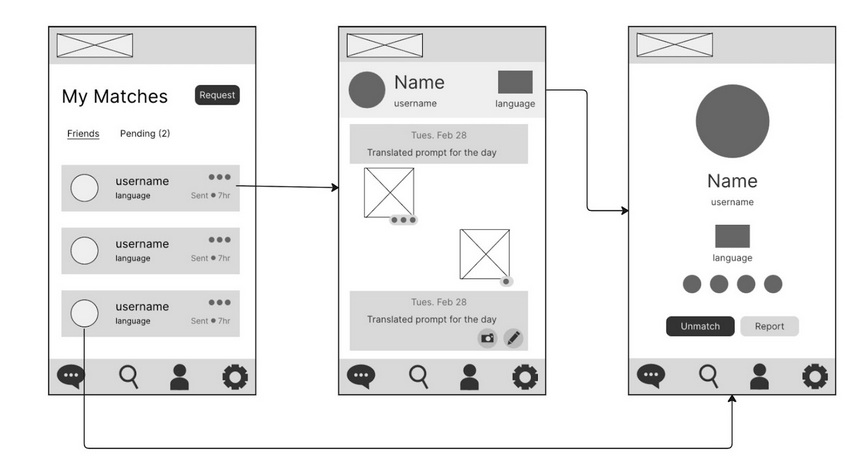 My Matches
Request
Friends Pending (2)
username
language
Sent • 7hr
username
language
Sent • 7hr
username
language
Sent • 7hr
Name
username
language
Tues. Feb 28
Translated prompt for the day
Tues. Feb 28
Translated prompt for the day
Name
username
language
Unmatch
Report